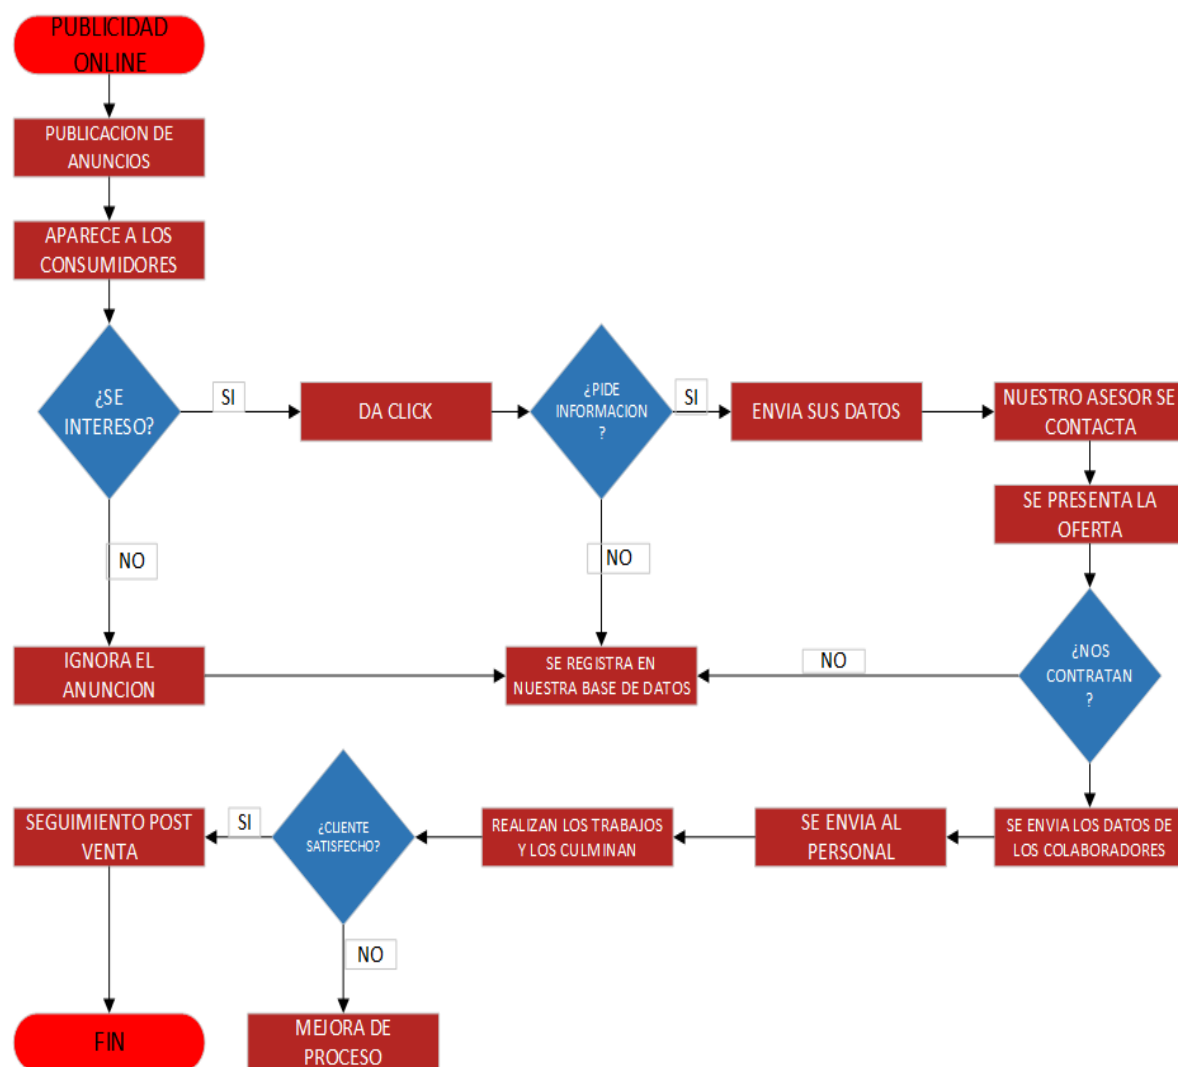 PUBLICIDAD
ONLINE
PUBLICACION DE
ANUNCIOS
APARECE A LOS
CONSUMIDORES
¿SE
INTERESO?
SI
DA CLICK
¿PIDE
INFORMACION
?
SI
ENVIA SUS DATOS
NUESTRO ASESOR SE
CONTACTA
SE PRESENTA LA
OFERTA
NO
NO
IGNORA EL
ANUNCION
SE REGISTRA EN
NUESTRA BASE DE DATOS
NO
¿NOS
CONTRATAN
?
SEGUIMIENTO POST
VENTA
SI
¿CLIENTE
SATISFECHO?
REALIZAN LOS TRABAJOS
Y LOS CULMINAN
SE ENVIA AL
PERSONAL
SE ENVIA LOS DATOS DE
LOS COLABORADORES
NO
FIN
MEJORA DE
PROCESO